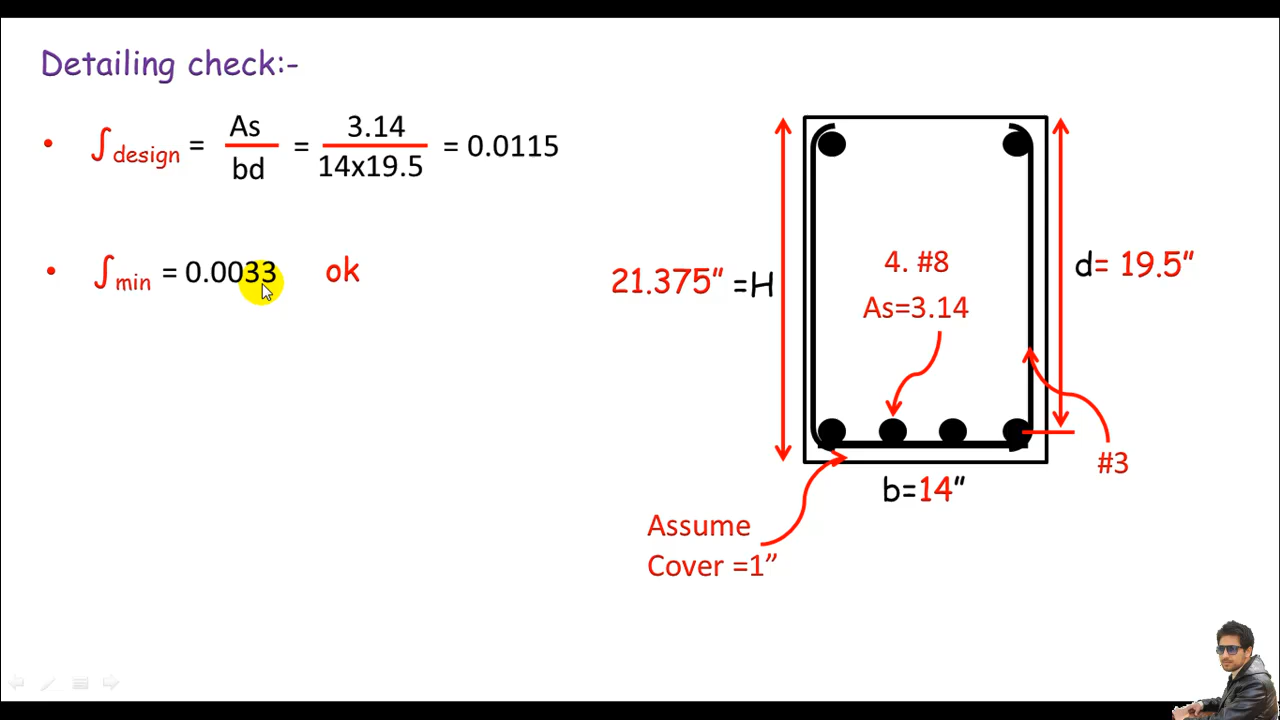 Detailing check:-
• ∫design = As / bd = 3.14 / 14x19.5 = 0.0115
• ∫min = 0.0033 ok
21.375” =H
4. #8
As=3.14
d= 19.5”
#3
b=14”
Assume
Cover =1”